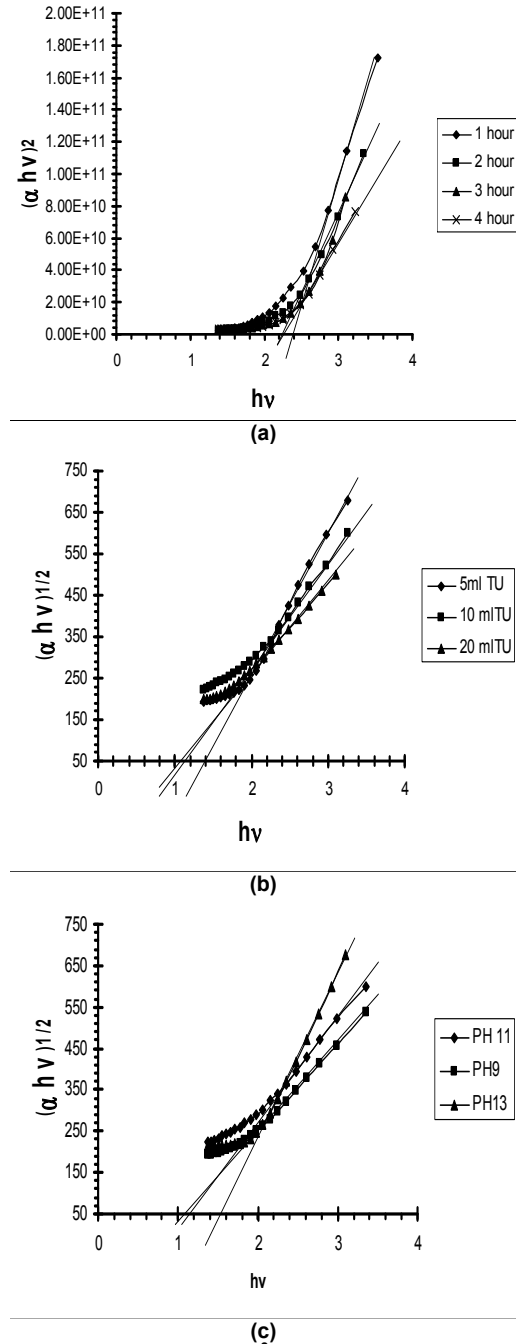 2.00E+11
1.80E+11
1.60E+11
1.40E+11
1.20E+11
1.00E+11
8.00E+10
6.00E+10
4.00E+10
2.00E+10
0.00E+00
(α hν)2
0 1 2 3 4
hν
1 hour
2 hour
3 hour
4 hour
(a)
750
650
550
450
350
250
150
50
(α hν)1/2
0 1 2 3 4
hν
5ml TU
10 mlTU
20 mlTU
(b)
750
650
550
450
350
250
150
50
(α hν)1/2
0 1 2 3 4
hν
PH 11
PH9
PH13
(c)